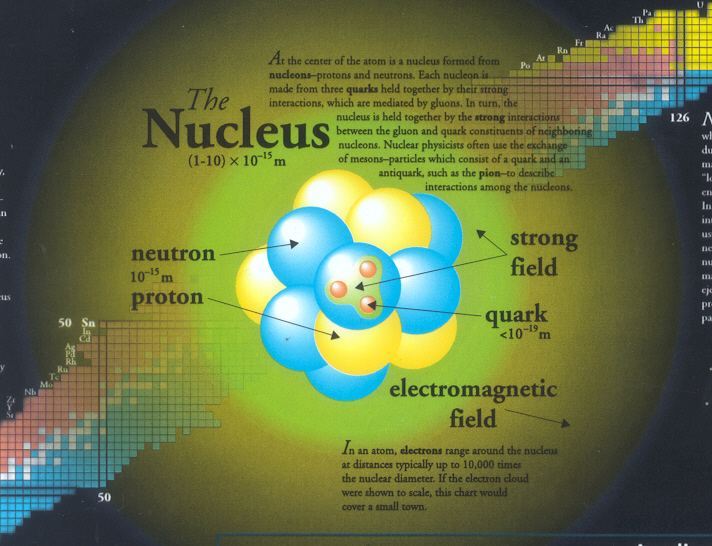 At the center of the atom is a nucleus formed from
nucleons–protons and neutrons. Each nucleon is
made from three quarks held together by their strong
interactions, which are mediated by gluons. In turn, the
nucleus is held together by the strong interactions
between the gluon and quark constituents of neighboring
nucleons. Nuclear physicists often use the exchange
of mesons–particles which consist of a quark and an
antiquark, such as the pion–to describe
interactions among the nucleons.
The
Nucleus
(1-10) × 10⁻¹⁵ m
neutron
10⁻¹⁵ m
proton
strong
field
quark
<10⁻¹⁹ m
electromagnetic
field
In an atom, electrons range around the nucleus
at distances typically up to 10,000 times
the nuclear diameter. If the electron cloud
were shown to scale, this chart would
cover a small town.
U
Pa
Th
Ac
Ra
Fr
Rn
At
Po
126
50 Sn
In
Cd
Ag
Pd
Rh
Ru
Tc
Mo
Nb
Zr
Y
Sr
50